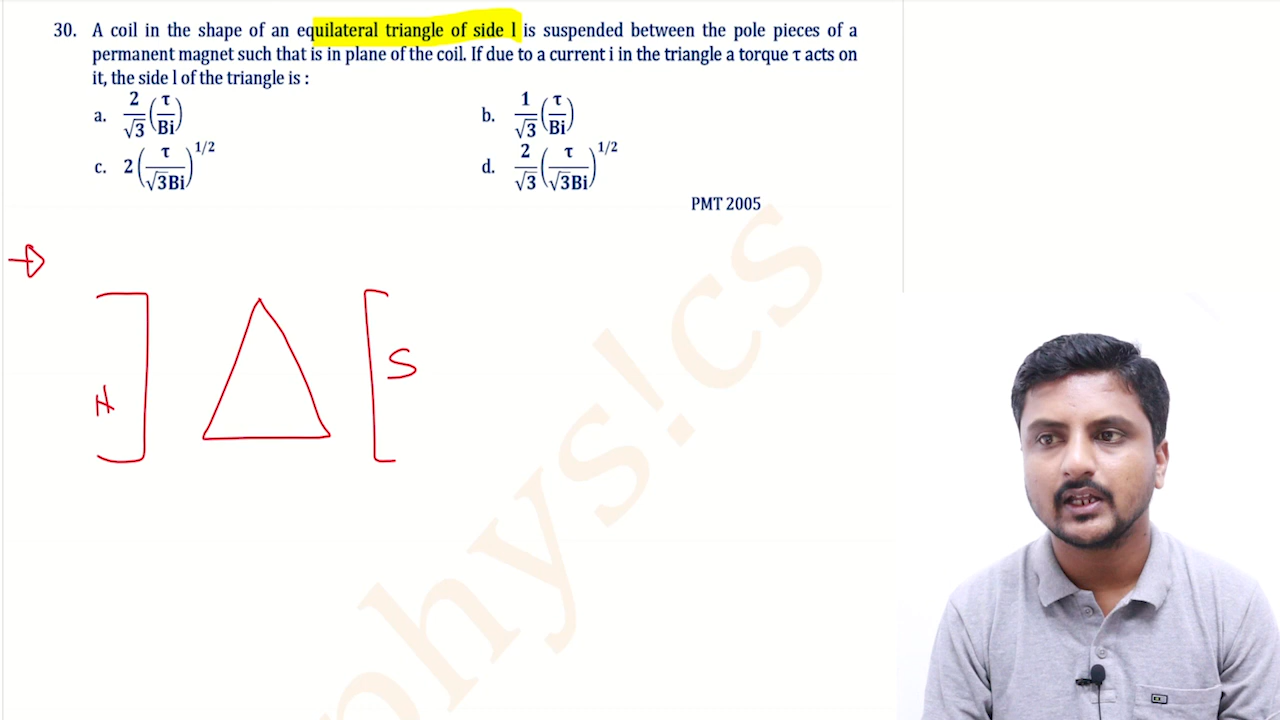 30. A coil in the shape of an equilateral triangle of side l is suspended between the pole pieces of a
permanent magnet such that is in plane of the coil. If due to a current i in the triangle a torque τ acts on
it, the side l of the triangle is :
a. 2/√3 (τ/Bi) b. 1/√3 (τ/Bi)
c. 2 (τ/√3Bi)^1/2 d. 2/√3 (τ/√3Bi)^1/2
PMT 2005
S
phys!cs